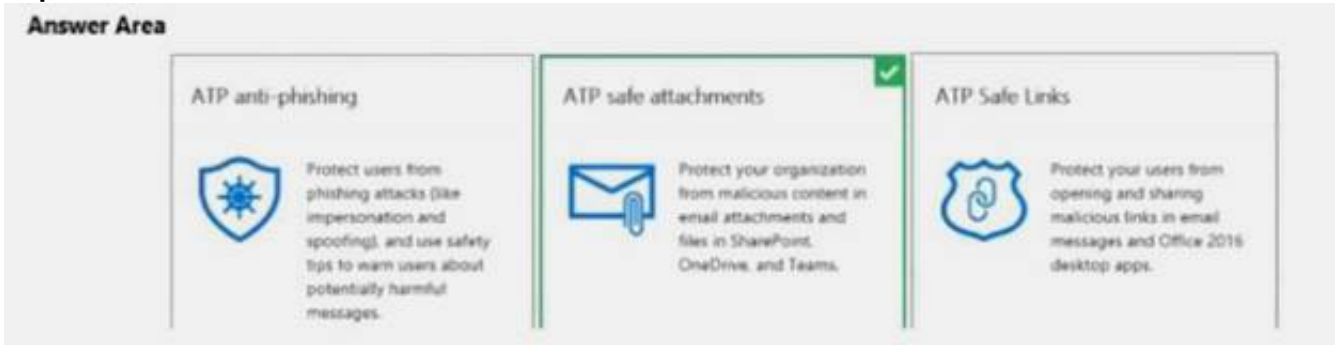 Answer Area
ATP anti-phishing
Protect users from
phishing attacks (like
impersonation and
spoofing), and use safety
tips to warn users about
potentially harmful
messages.
ATP safe attachments
Protect your organization
from malicious content in
email attachments and
files in SharePoint,
OneDrive, and Teams.
ATP Safe Links
Protect your users from
opening and sharing
malicious links in email
messages and Office 2016
desktop apps.